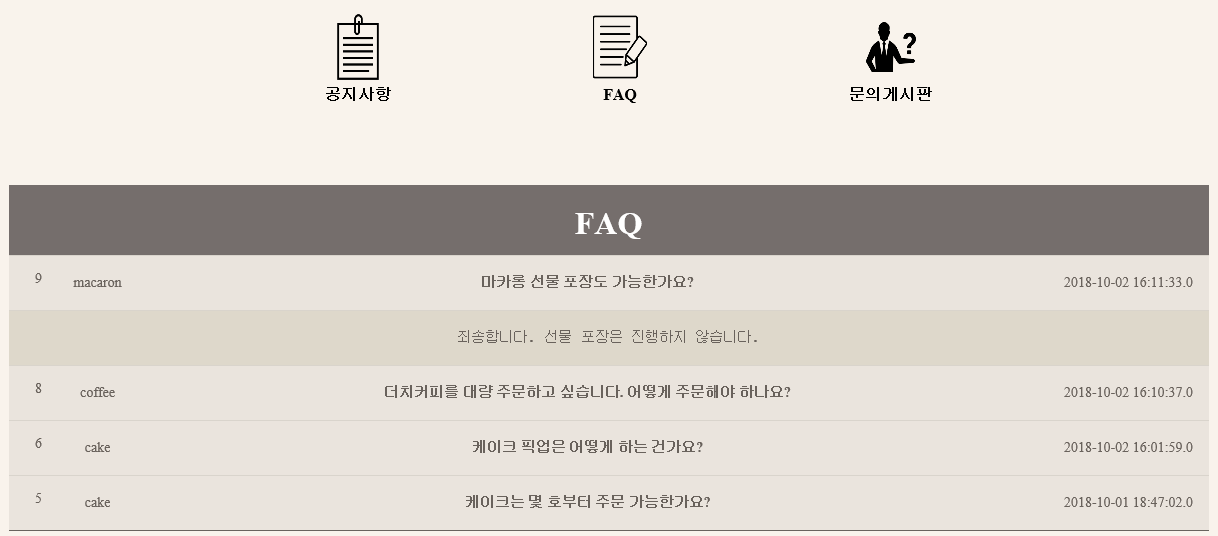 공지사항 FAQ 문의게시판
FAQ
9 macaron 마카롱 선물 포장도 가능한가요? 2018-10-02 16:11:33.0
죄송합니다. 선물 포장은 진행하지 않습니다.
8 coffee 더치커피를 대량 주문하고 싶습니다. 어떻게 주문해야 하나요? 2018-10-02 16:10:37.0
6 cake 케이크 픽업은 어떻게 하는 건가요? 2018-10-02 16:01:59.0
5 cake 케이크는 몇 호부터 주문 가능한가요? 2018-10-01 18:47:02.0